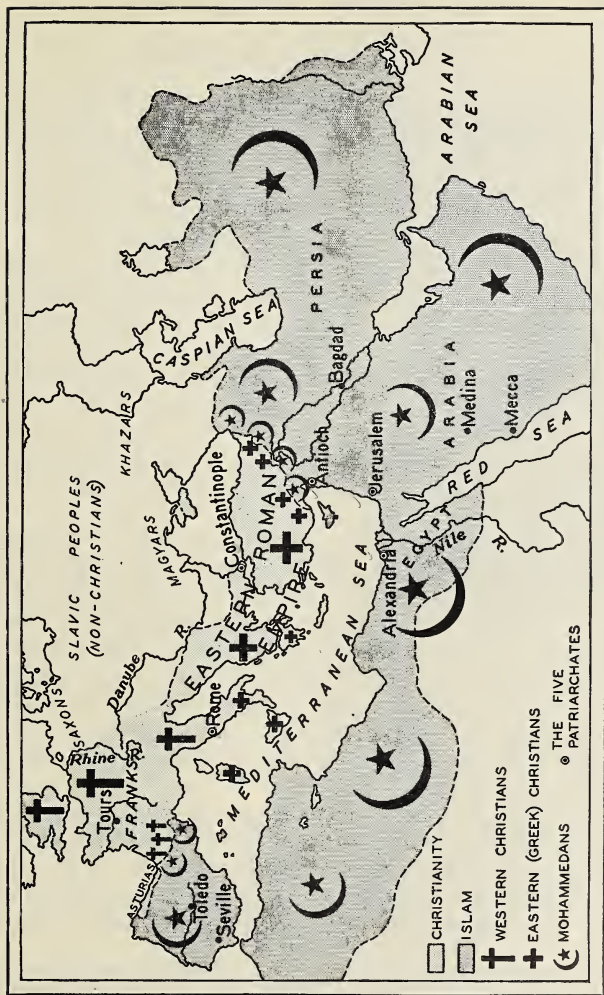 SLAVIC PEOPLES
(NON-CHRISTIANS)
KHAZARS
MAGYARS
SAXONS
Rhine
Danube R.
Tours
FRANKS
ASTURIAS
Toledo
Seville
Rome
Constantinople
EASTERN
ROMAN
EMPIRE
CASPIAN SEA
PERSIA
Bagdad
Antioch
Jerusalem
MEDITERRANEAN SEA
Alexandria
EGYPT
Nile R.
RED SEA
ARABIA
Medina
Mecca
ARABIAN
SEA
CHRISTIANITY
ISLAM
WESTERN CHRISTIANS
EASTERN (GREEK) CHRISTIANS
MOHAMMEDANS
THE FIVE
PATRIARCHATES